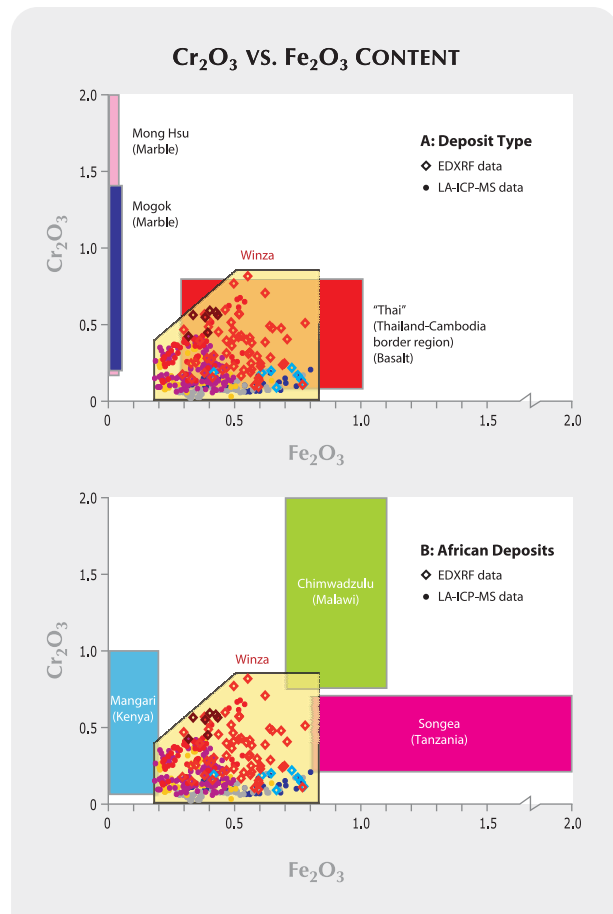 Cr₂O₃ VS. Fe₂O₃ CONTENT
2.0
1.5
1.0
0.5
0
Cr₂O₃
Mong Hsu
(Marble)
Mogok
(Marble)
Winza
A: Deposit Type
EDXRF data
LA-ICP-MS data
"Thai"
(Thailand-Cambodia
border region)
(Basalt)
0 0.5 1.0 1.5 2.0
Fe₂O₃
2.0
1.5
1.0
0.5
0
Cr₂O₃
Mangari
(Kenya)
Winza
Chimwadzulu
(Malawi)
B: African Deposits
EDXRF data
LA-ICP-MS data
Songea
(Tanzania)
0 0.5 1.0 1.5 2.0
Fe₂O₃